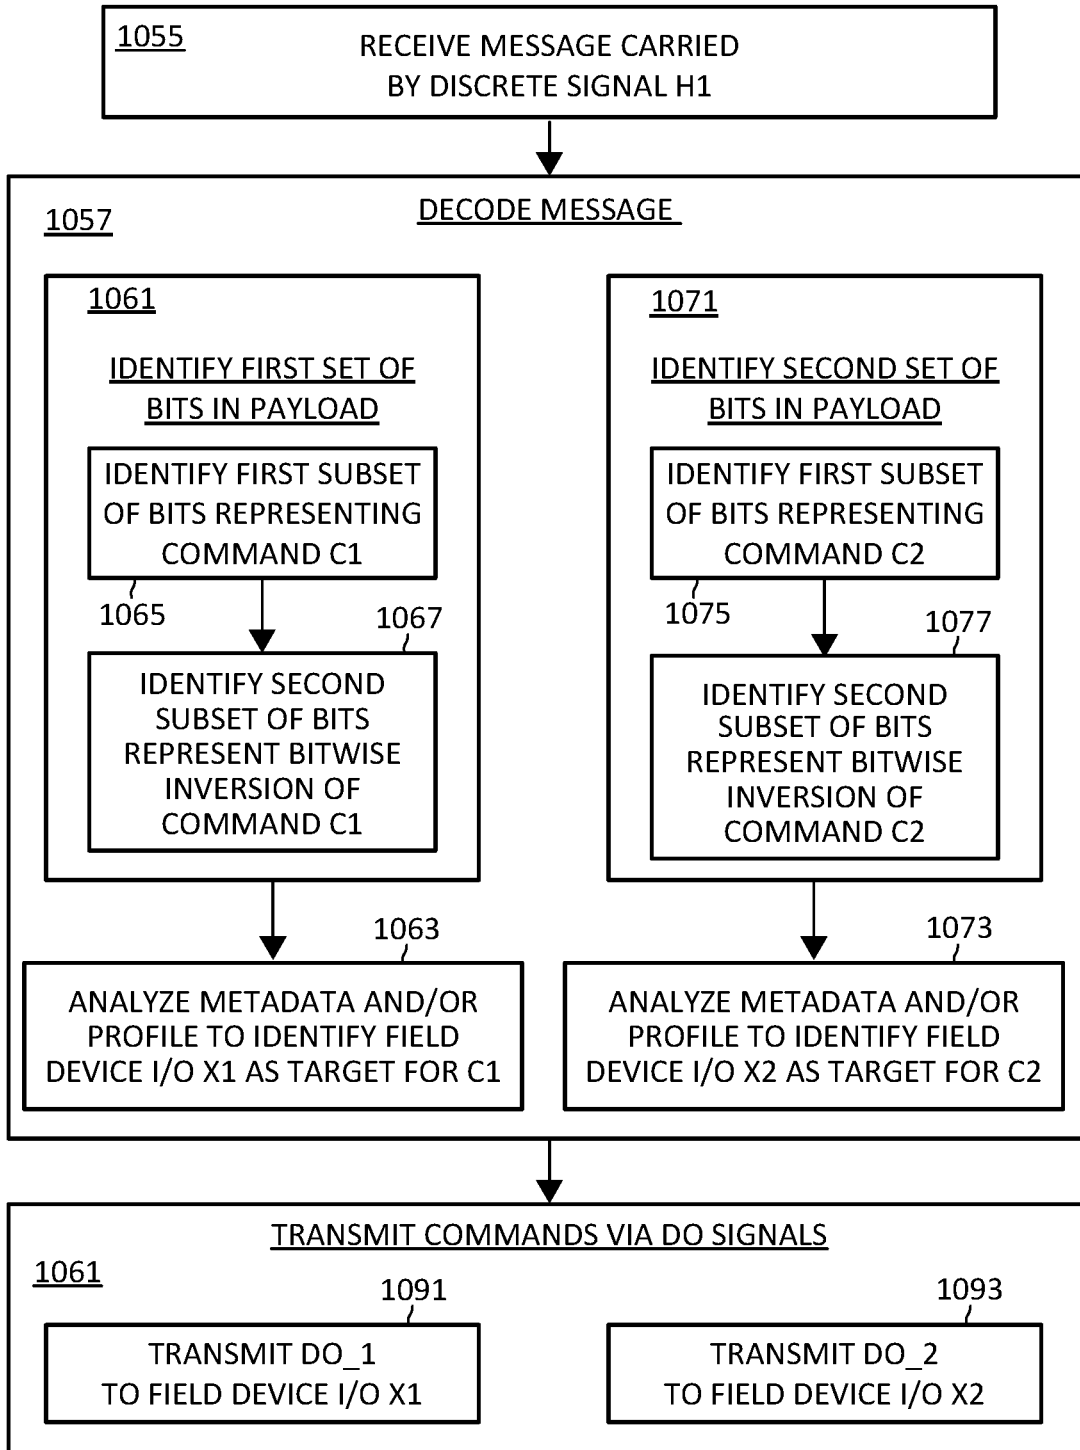 1055
RECEIVE MESSAGE CARRIED
BY DISCRETE SIGNAL H1
DECODE MESSAGE
1057
1061
IDENTIFY FIRST SET OF
BITS IN PAYLOAD
IDENTIFY FIRST SUBSET
OF BITS REPRESENTING
COMMAND C1
1065
1067
IDENTIFY SECOND
SUBSET OF BITS
REPRESENT BITWISE
INVERSION OF
COMMAND C1
1063
ANALYZE METADATA AND/OR
PROFILE TO IDENTIFY FIELD
DEVICE I/O X1 AS TARGET FOR C1
1071
IDENTIFY SECOND SET OF
BITS IN PAYLOAD
IDENTIFY FIRST SUBSET
OF BITS REPRESENTING
COMMAND C2
1075
1077
IDENTIFY SECOND
SUBSET OF BITS
REPRESENT BITWISE
INVERSION OF
COMMAND C2
1073
ANALYZE METADATA AND/OR
PROFILE TO IDENTIFY FIELD
DEVICE I/O X2 AS TARGET FOR C2
TRANSMIT COMMANDS VIA DO SIGNALS
1061
1091
TRANSMIT DO_1
TO FIELD DEVICE I/O X1
1093
TRANSMIT DO_2
TO FIELD DEVICE I/O X2